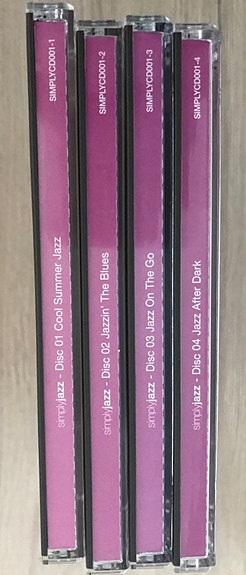 simplyjazz - Disc 01 Cool Summer Jazz SIMPLYCD001-1
simplyjazz - Disc 02 Jazzin' The Blues SIMPLYCD001-2
simplyjazz - Disc 03 Jazz On The Go SIMPLYCD001-3
simplyjazz - Disc 04 Jazz After Dark SIMPLYCD001-4